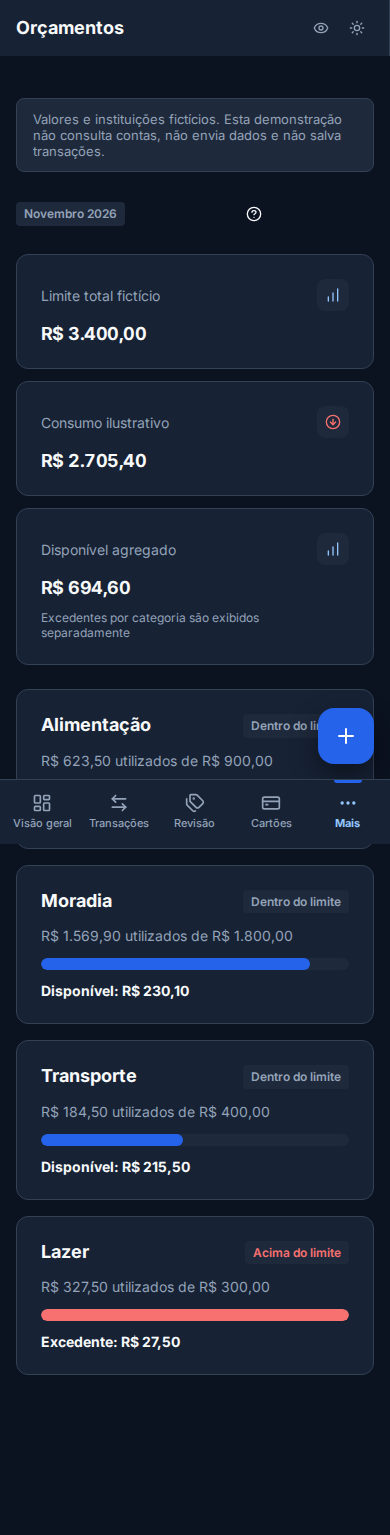 Orçamentos
Valores e instituições fictícios. Esta demonstração
não consulta contas, não envia dados e não salva
transações.
Novembro 2026
Limite total fictício
R$ 3.400,00
Consumo ilustrativo
R$ 2.705,40
Disponível agregado
R$ 694,60
Excedentes por categoria são exibidos
separadamente
Alimentação
Dentro do
R$ 623,50 utilizados de R$ 900,00
Visão geral
Transações
Revisão
Cartões
Mais
Moradia
Dentro do limite
R$ 1.569,90 utilizados de R$ 1.800,00
Disponível: R$ 230,10
Transporte
Dentro do limite
R$ 184,50 utilizados de R$ 400,00
Disponível: R$ 215,50
Lazer
Acima do limite
R$ 327,50 utilizados de R$ 300,00
Excedente: R$ 27,50